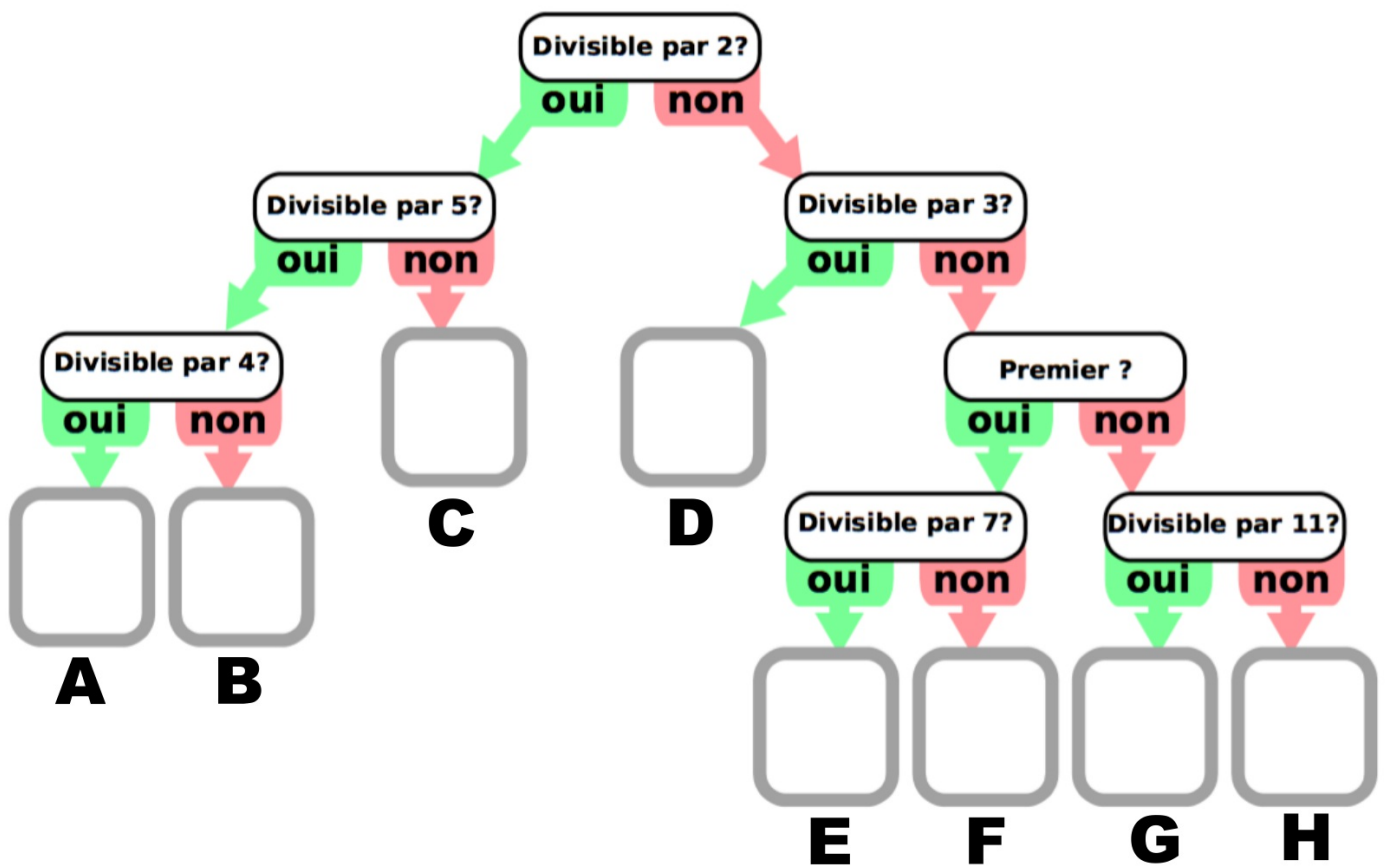 Divisible par 2?
oui non
Divisible par 5?
Divisible par 3?
oui non
oui non
Divisible par 4?
Premier ?
oui non
oui non
Divisible par 7?
Divisible par 11?
C
D
oui non
oui non
A
B
E
F
G
H